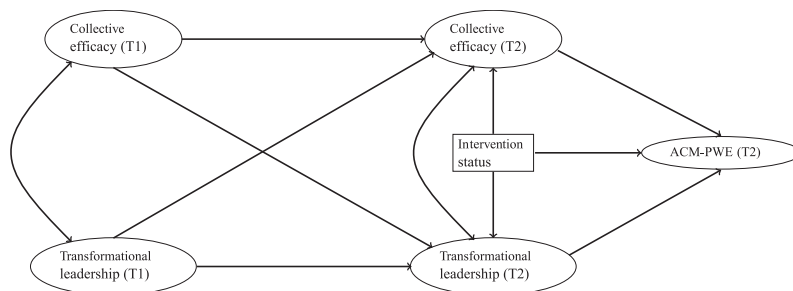 Collective
efficacy (T1)
Collective
efficacy (T2)
Intervention
status
ACM-PWE (T2)
Transformational
leadership (T1)
Transformational
leadership (T2)